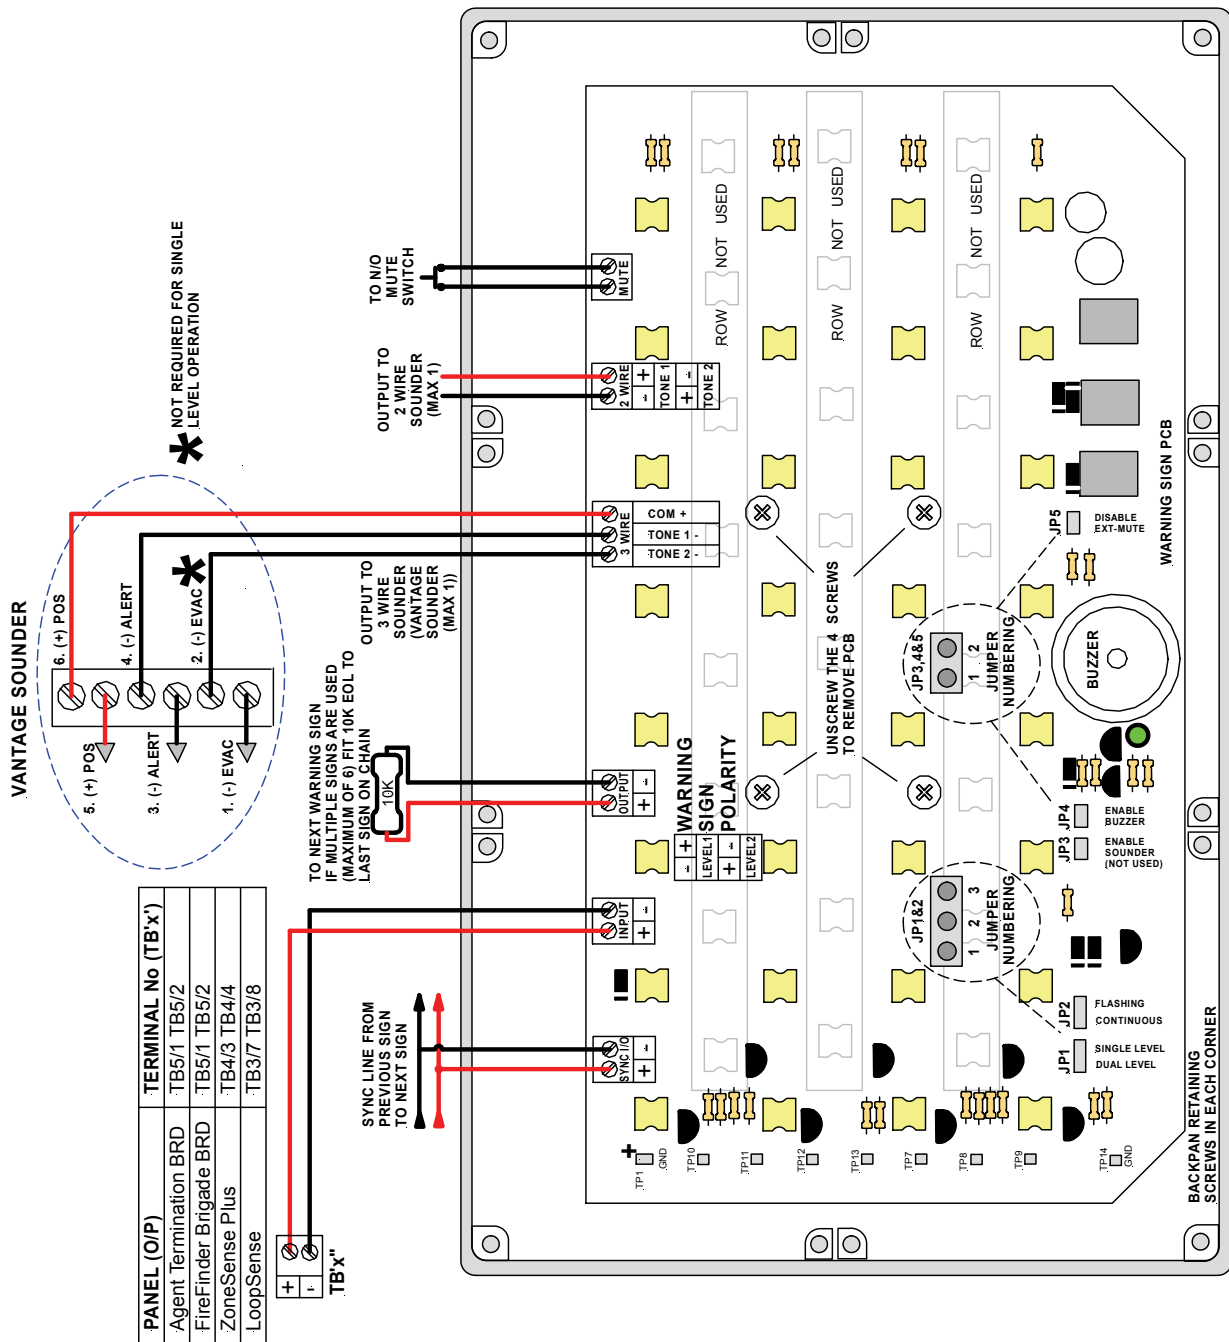 VANTAGE SOUNDER
6. (+) POS
5. (+) POS
4. (-) ALERT
3. (-) ALERT
2. (-) EVAC
1. (-) EVAC
* NOT REQUIRED FOR SINGLE
LEVEL OPERATION
*
PANEL (O/P) TERMINAL No (TB'x')
Agent Termination BRD TB5/1 TB5/2
FireFinder Brigade BRD TB5/1 TB5/2
ZoneSense Plus TB4/3 TB4/4
LoopSense TB3/7 TB3/8
+
-
TB'x"
SYNC LINE FROM
PREVIOUS SIGN
TO NEXT SIGN
TO NEXT WARNING SIGN
IF MULTIPLE SIGNS ARE USED
(MAXIMUM OF 6) FIT 10K EOL TO
LAST SIGN ON CHAIN
10K
OUTPUT TO
3 WIRE
SOUNDER
(VANTAGE
SOUNDER
(MAX 1))
OUTPUT TO
2 WIRE
SOUNDER
(MAX 1)
TO N/O
MUTE
SWITCH
SYNC I/O
+ -
INPUT
+ -
OUTPUT
+ -
3 WIRE
COM +
TONE 1 -
TONE 2 -
2 WIRE
- +
TONE 1
+ -
TONE 2
MUTE
- +
LEVEL1
+ -
LEVEL2
WARNING
SIGN
POLARITY
ROW NOT USED
ROW NOT USED
ROW NOT USED
UNSCREW THE 4 SCREWS
TO REMOVE PCB
JP1&2
1 2 3
JUMPER
NUMBERING
JP3,4&5
1 2
JUMPER
NUMBERING
+
TP1
GND
TP10
TP11
TP12
TP13
TP7
TP8
TP9
TP14
GND
JP1
SINGLE LEVEL
DUAL LEVEL
JP2
FLASHING
CONTINUOUS
JP3
ENABLE
SOUNDER
(NOT USED)
JP4
ENABLE
BUZZER
BUZZER
JP5
DISABLE
EXT-MUTE
WARNING SIGN PCB
BACKPAN RETAINING
SCREWS IN EACH CORNER